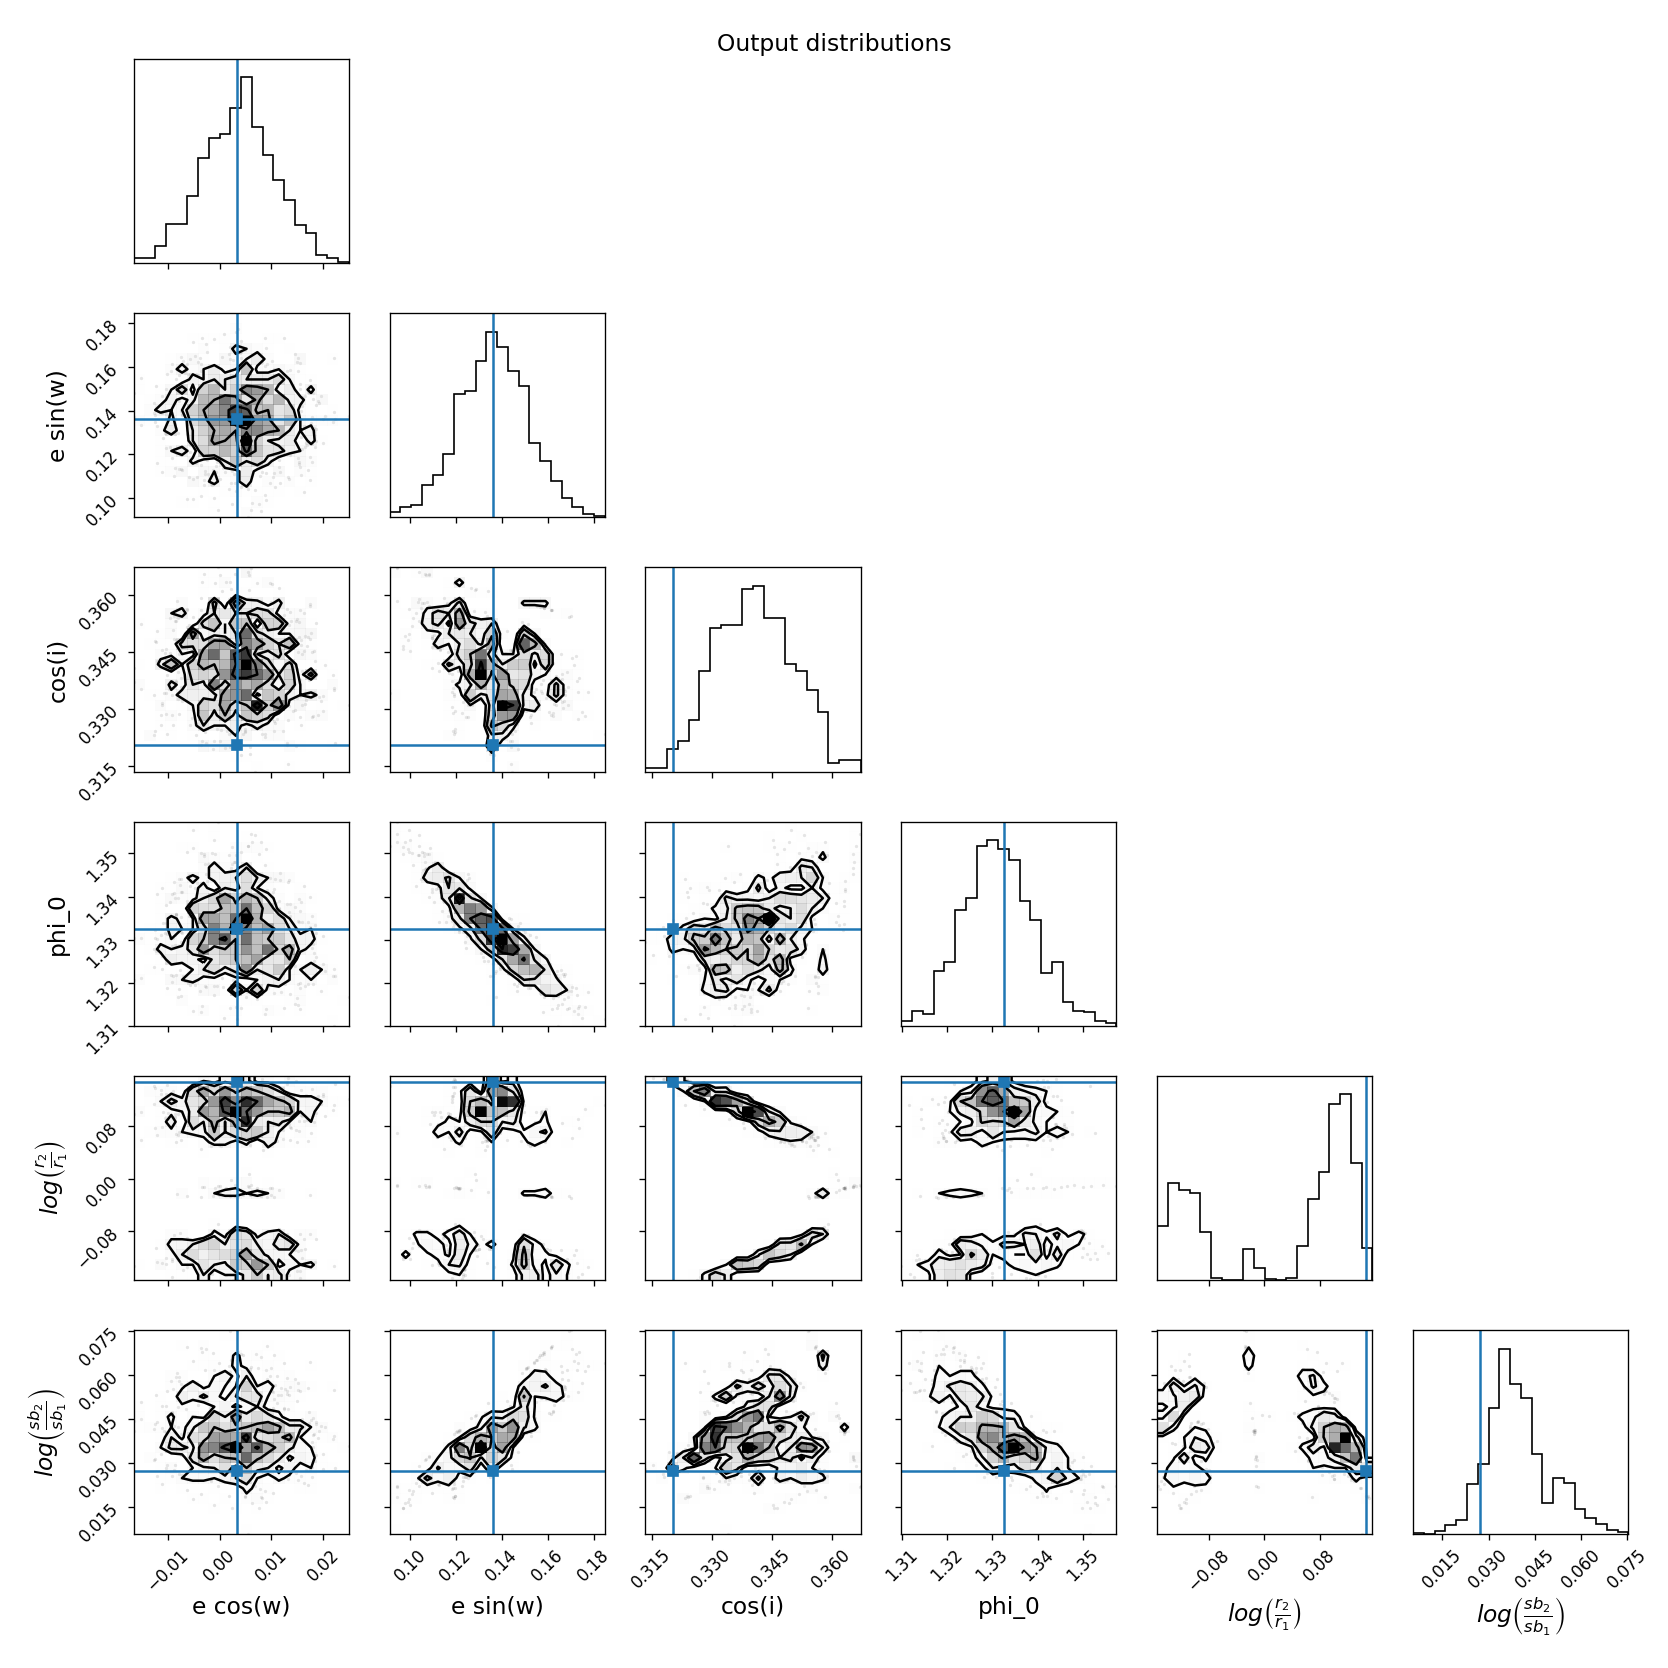 Output distributions
e sin(w)
0.18
0.16
0.14
0.12
0.10
cos(i)
0.360
0.345
0.330
0.315
phi_0
1.35
1.34
1.33
1.32
1.31
log(r2/r1)
0.08
0.00
−0.08
log(sb2/sb1)
0.075
0.060
0.045
0.030
0.015
−0.01 0.00 0.01 0.02
0.10 0.12 0.14 0.16 0.18
0.315 0.330 0.345 0.360
1.31 1.32 1.33 1.34 1.35
−0.08 0.00 0.08
0.015 0.030 0.045 0.060 0.075
e cos(w) e sin(w) cos(i) phi_0 log(r2/r1) log(sb2/sb1)